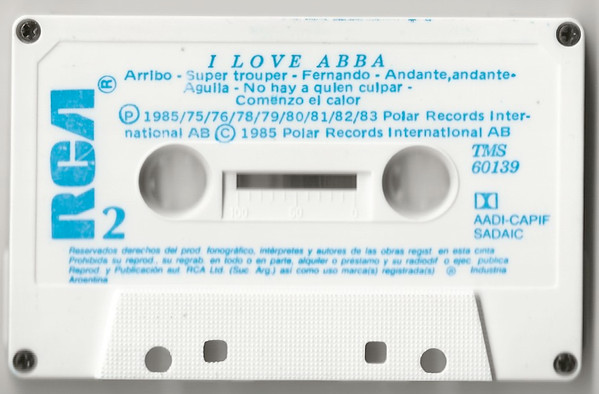 I LOVE ABBA
Arribo - Super trouper - Fernando - Andante,andante-
Aguila - No hay a quien culpar -
Comenzo el calor
Ⓟ 1985/75/76/78/79/80/81/82/83 Polar Records Inter-
national AB © 1985 Polar Records International AB
RCA ®
2
TMS
60139
100 50 0
AADI-CAPIF
SADAIC
Reservados derechos del prod. fonográfico, intérpretes y autores de las obras regist. en esta cinta
Prohibida su reprod., su regrab. en todo o en parte, alquiler o préstamo y su radiodif. o ejec. publica
Reprod. y Publicación aut. RCA Ltd. (Suc. Arg.) así como uso marca(s) registrada(s) ® Industria
Argentina